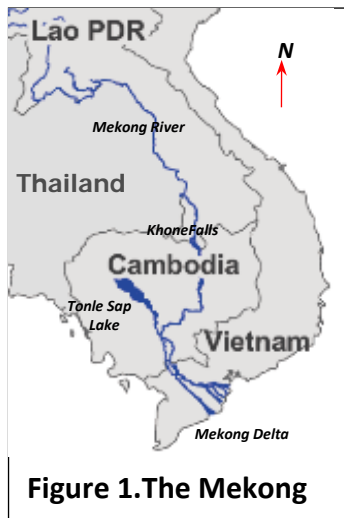 Lao PDR
N
Mekong River
Thailand
KhoneFalls
Cambodia
Tonle Sap
Lake
Vietnam
Mekong Delta
Figure 1.The Mekong